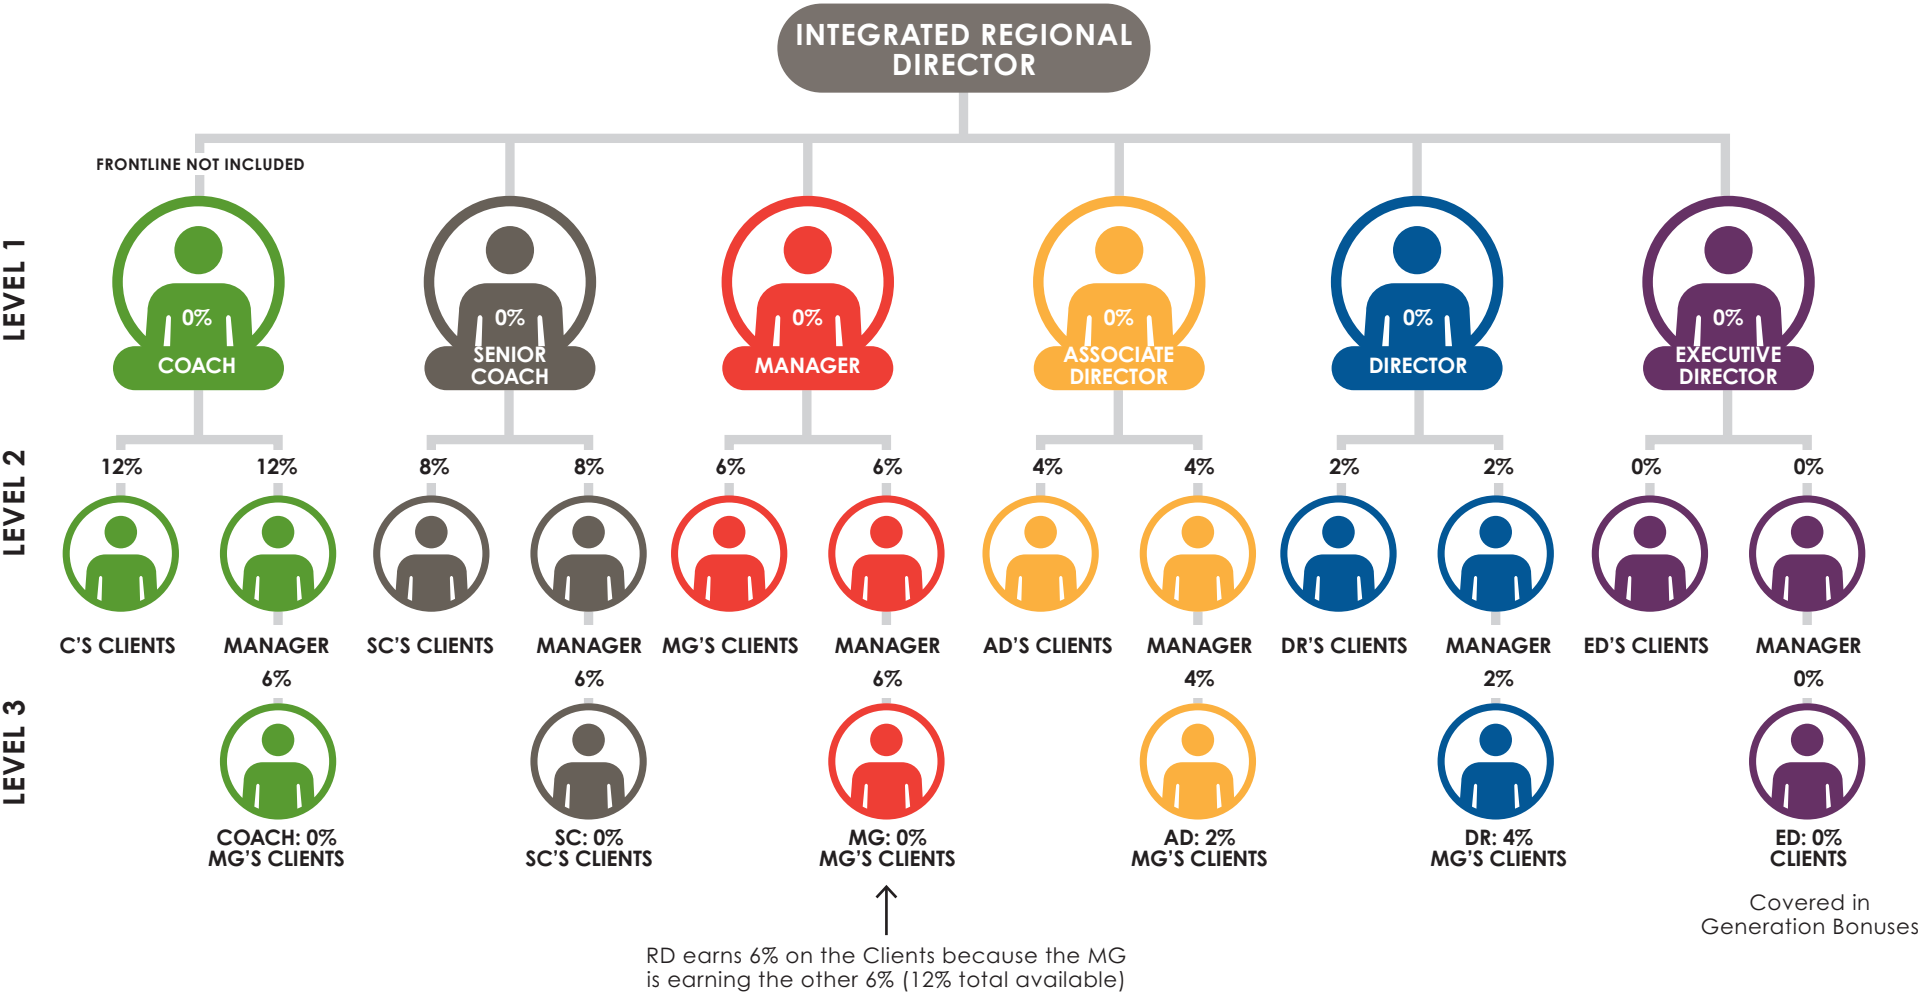 INTEGRATED REGIONAL
DIRECTOR
FRONTLINE NOT INCLUDED
LEVEL 1
0%
COACH
0%
SENIOR
COACH
0%
MANAGER
0%
ASSOCIATE
DIRECTOR
0%
DIRECTOR
0%
EXECUTIVE
DIRECTOR
LEVEL 2
12%
12%
8%
8%
6%
6%
4%
4%
2%
2%
0%
0%
C'S CLIENTS
MANAGER
SC'S CLIENTS
MANAGER
MG'S CLIENTS
MANAGER
AD'S CLIENTS
MANAGER
DR'S CLIENTS
MANAGER
ED'S CLIENTS
MANAGER
LEVEL 3
6%
6%
6%
4%
2%
0%
COACH: 0%
MG'S CLIENTS
SC: 0%
SC'S CLIENTS
MG: 0%
MG'S CLIENTS
AD: 2%
MG'S CLIENTS
DR: 4%
MG'S CLIENTS
ED: 0%
CLIENTS
Covered in
Generation Bonuses
RD earns 6% on the Clients because the MG
is earning the other 6% (12% total available)